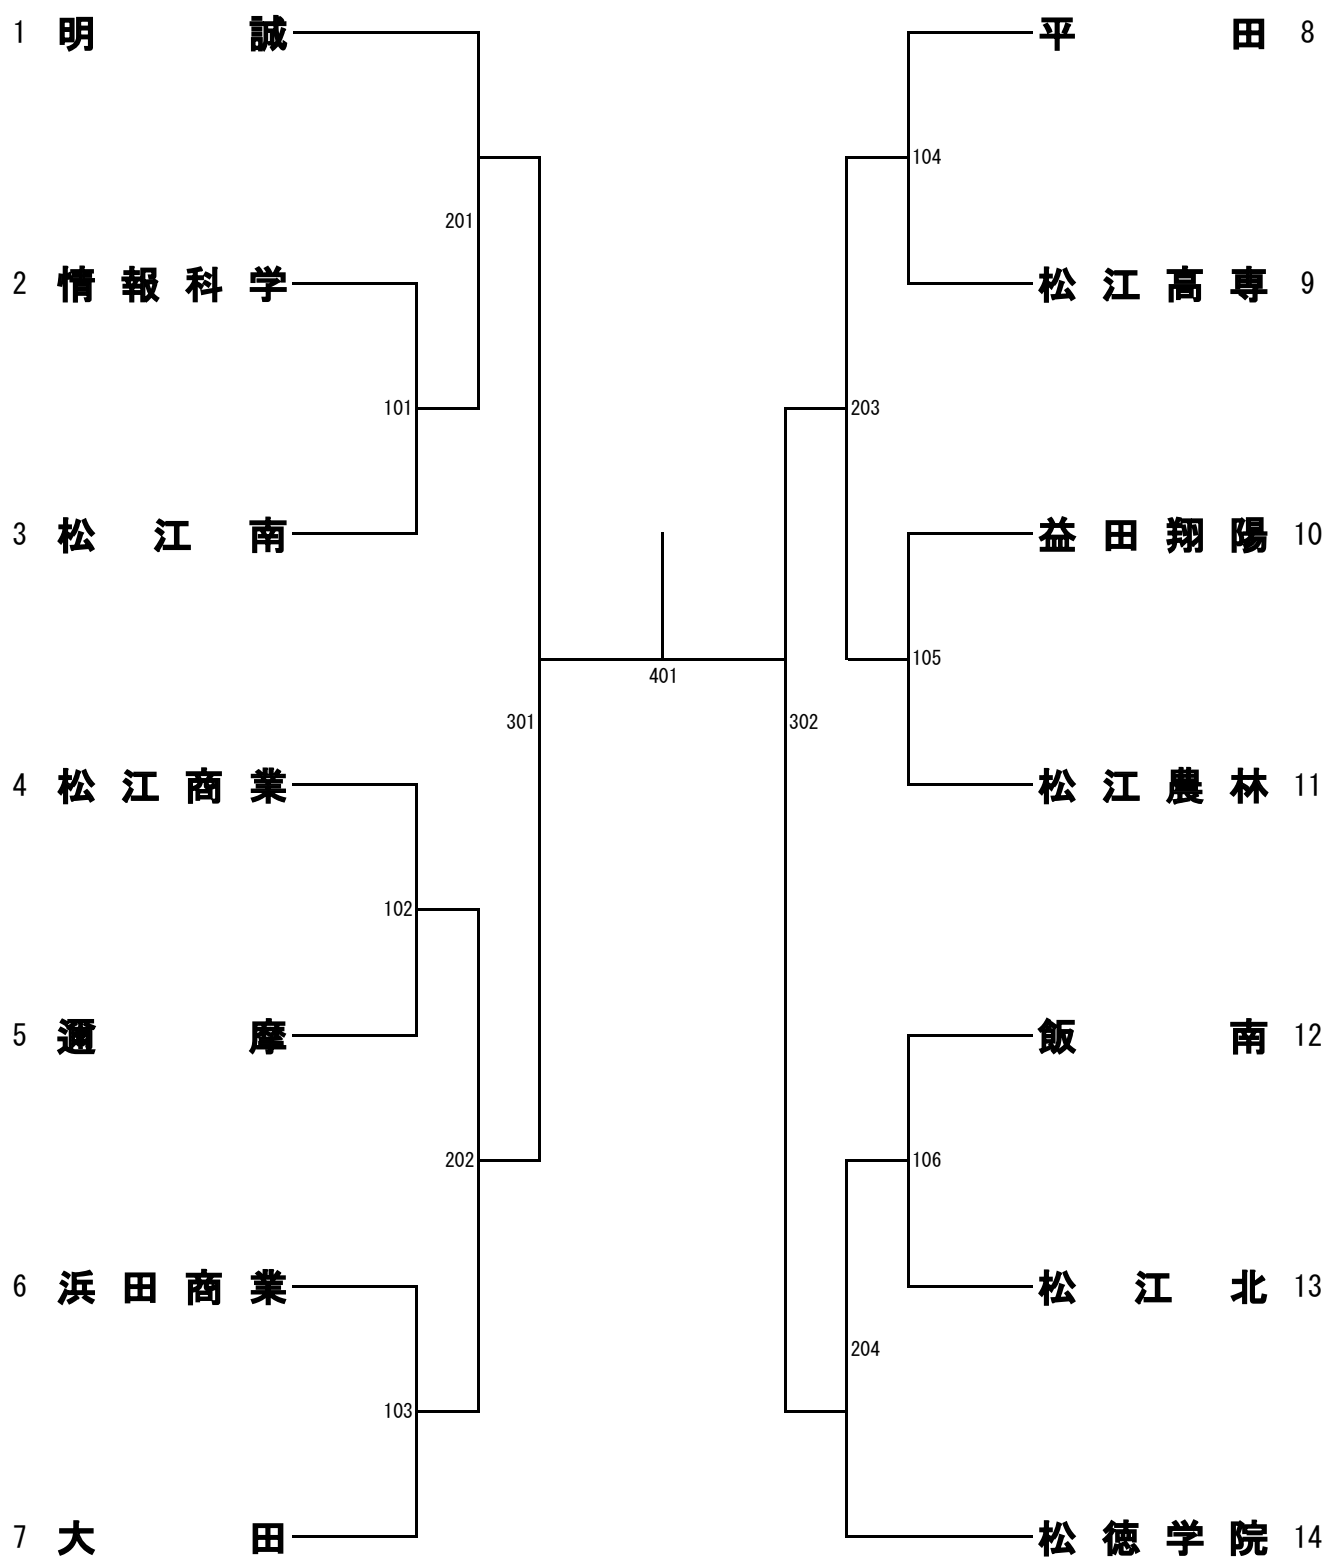 1 明誠
201
2 情報科学
101
3 松江南
301
4 松江商業
102
5 邇摩
202
6 浜田商業
103
7 大田
401
平田 8
104
松江高専 9
203
益田翔陽 10
105
302
松江農林 11
飯南 12
106
松江北 13
204
松徳学院 14